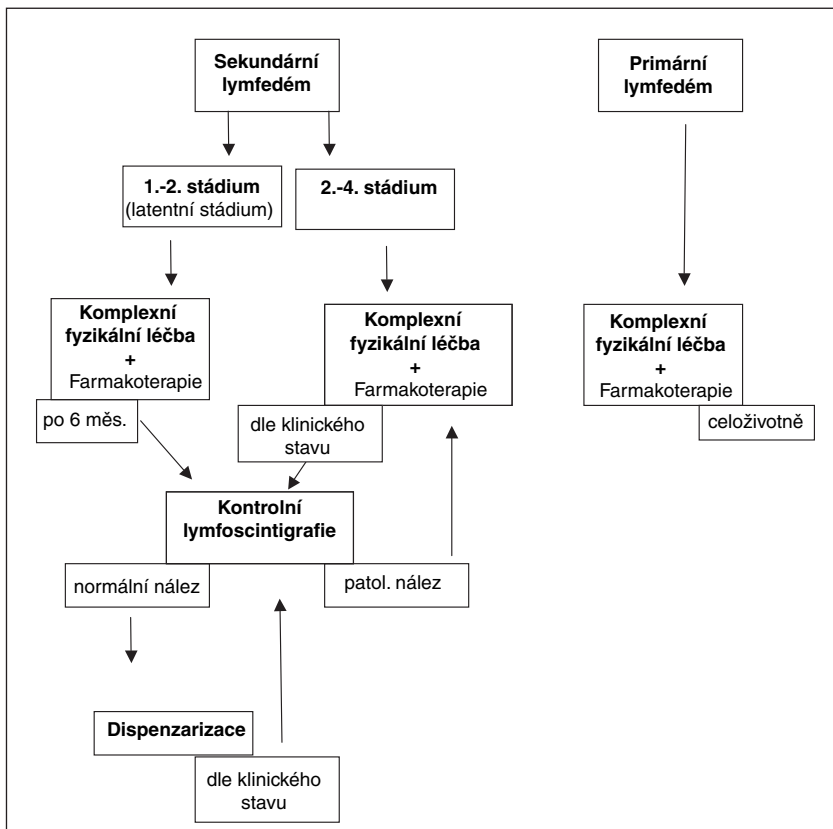 Sekundární
lymfedém
Primární
lymfedém
1.-2. stádium
(latentní stádium)
2.-4. stádium
Komplexní
fyzikální léčba
+
Farmakoterapie
po 6 měs.
Komplexní
fyzikální léčba
+
Farmakoterapie
dle klinického
stavu
Komplexní
fyzikální léčba
+
Farmakoterapie
celoživotně
Kontrolní
lymfoscintigrafie
normální nález
patol. nález
Dispenzarizace
dle klinického
stavu